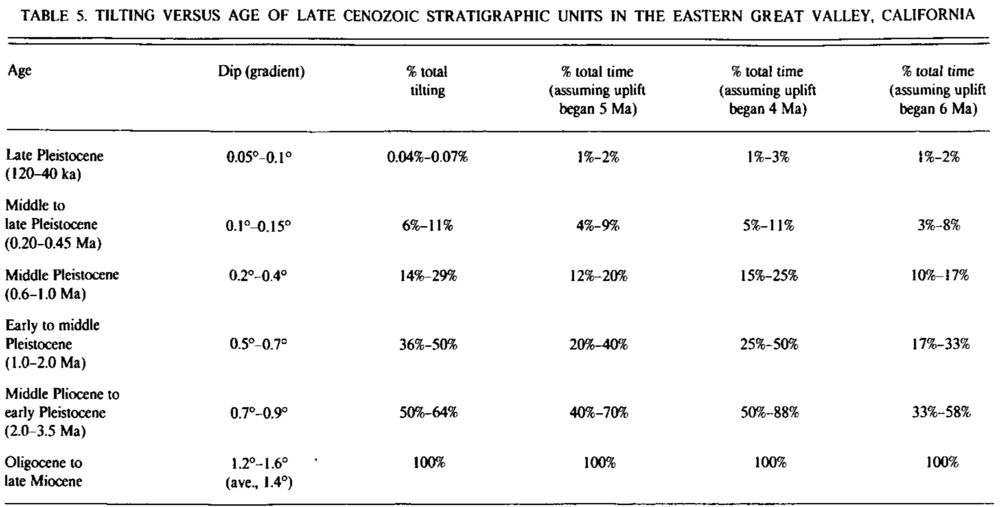 TABLE 5. TILTING VERSUS AGE OF LATE CENOZOIC STRATIGRAPHIC UNITS IN THE EASTERN GREAT VALLEY, CALIFORNIA
Age Dip (gradient) % total % total time % total time % total time
tilting (assuming uplift (assuming uplift (assuming uplift
began 5 Ma) began 4 Ma) began 6 Ma)
Late Pleistocene 0.05°–0.1° 0.04%–0.07% 1%–2% 1%–3% 1%–2%
(120–40 ka)
Middle to
late Pleistocene 0.1°–0.15° 6%–11% 4%–9% 5%–11% 3%–8%
(0.20–0.45 Ma)
Middle Pleistocene 0.2°–0.4° 14%–29% 12%–20% 15%–25% 10%–17%
(0.6–1.0 Ma)
Early to middle
Pleistocene 0.5°–0.7° 36%–50% 20%–40% 25%–50% 17%–33%
(1.0–2.0 Ma)
Middle Pliocene to
early Pleistocene 0.7°–0.9° 50%–64% 40%–70% 50%–88% 33%–58%
(2.0–3.5 Ma)
Oligocene to 1.2°–1.6° 100% 100% 100% 100%
late Miocene (ave., 1.4°)